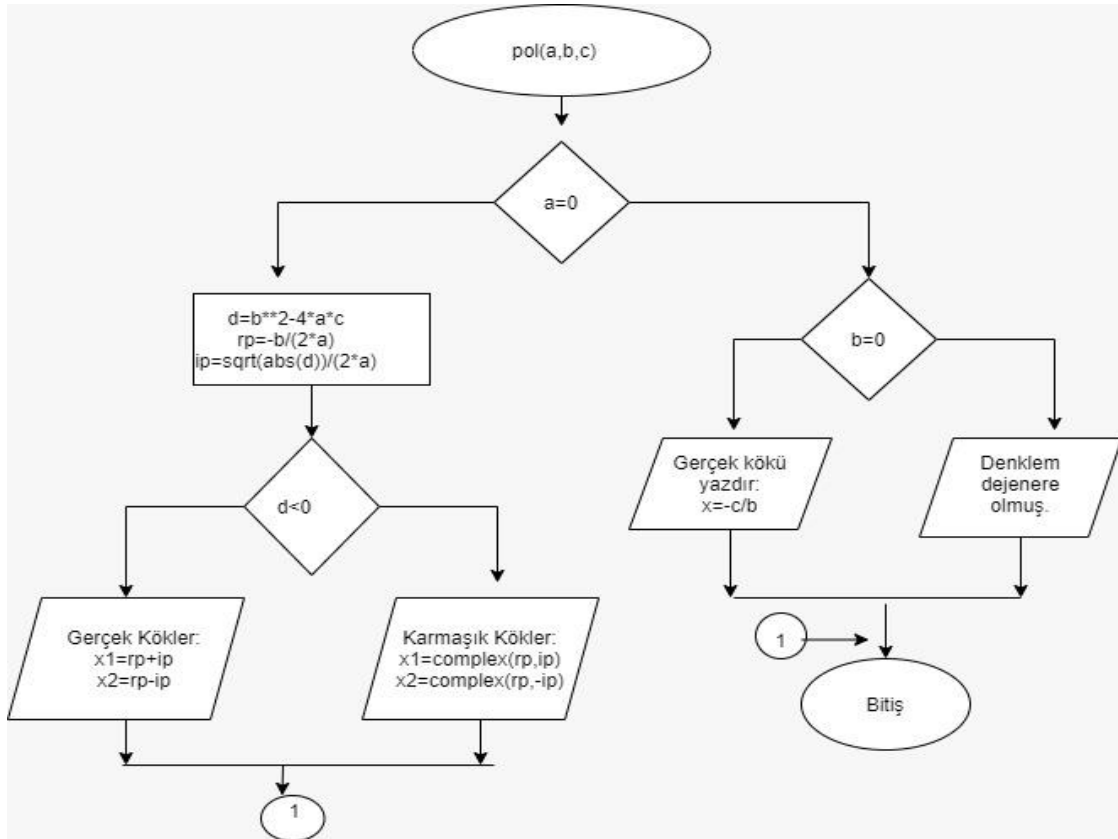 pol(a,b,c)
a=0
d=b**2-4*a*c
rp=-b/(2*a)
ip=sqrt(abs(d))/(2*a)
b=0
Gerçek kökü
yazdır:
x=-c/b
Denklem
dejenere
olmuş.
d<0
Gerçek Kökler:
x1=rp+ip
x2=rp-ip
Karmaşık Kökler:
x1=complex(rp,ip)
x2=complex(rp,-ip)
1
Bitiş
1